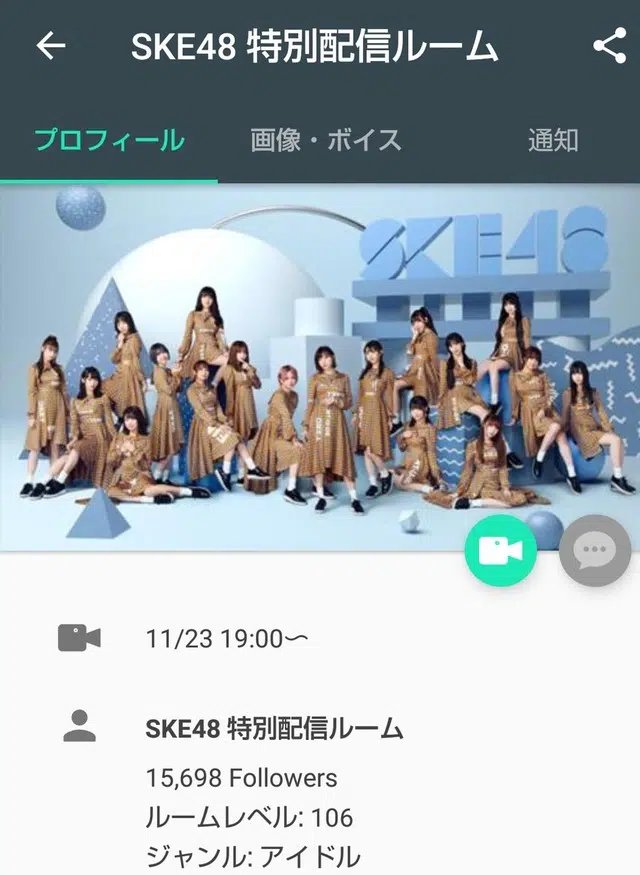 SKE48 特別配信ルーム
プロフィール
画像・ボイス
通知
SKE48
11/23 19:00〜
SKE48 特別配信ルーム
15,698 Followers
ルームレベル: 106
ジャンル: アイドル